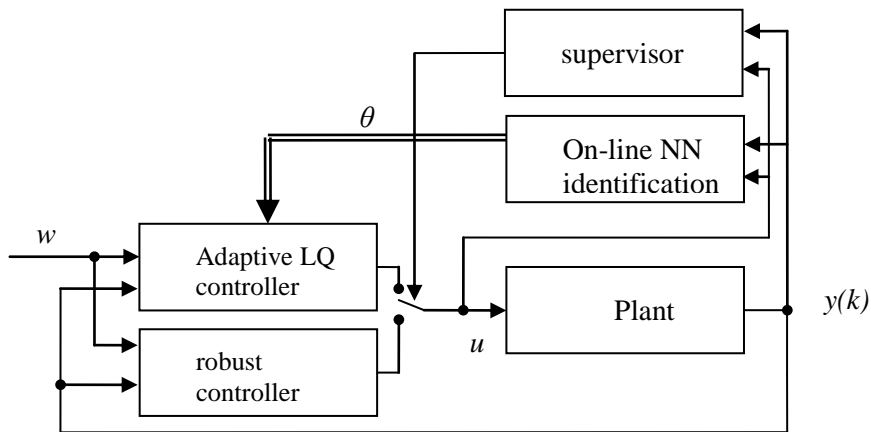 supervisor
θ
On-line NN
identification
w
Adaptive LQ
controller
Plant
y(k)
u
robust
controller